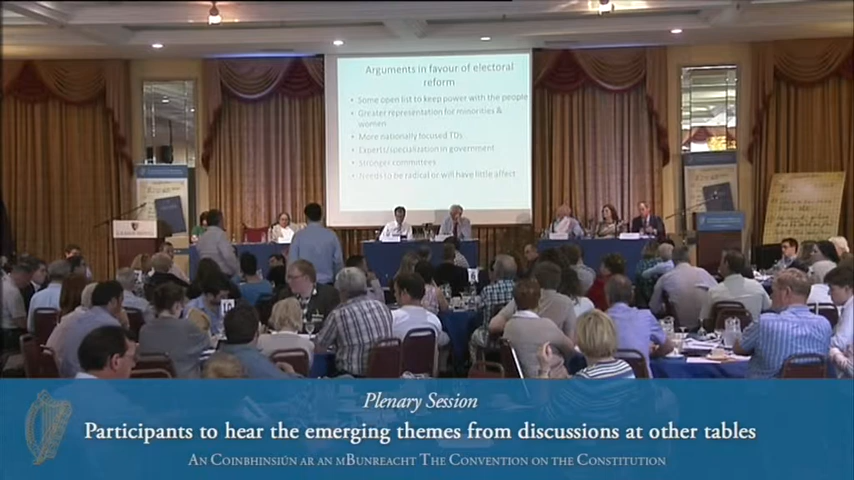 Arguments in favour of electoral
reform
• Some open list to keep power with the people
• Greater representation for minorities &
women
• More nationally focused TDs
• Experts/specialization in government
• Stronger committees
• Needs to be radical or will have little affect
Plenary Session
Participants to hear the emerging themes from discussions at other tables
An Coinbhinsiún ar an mBunreacht The Convention on the Constitution